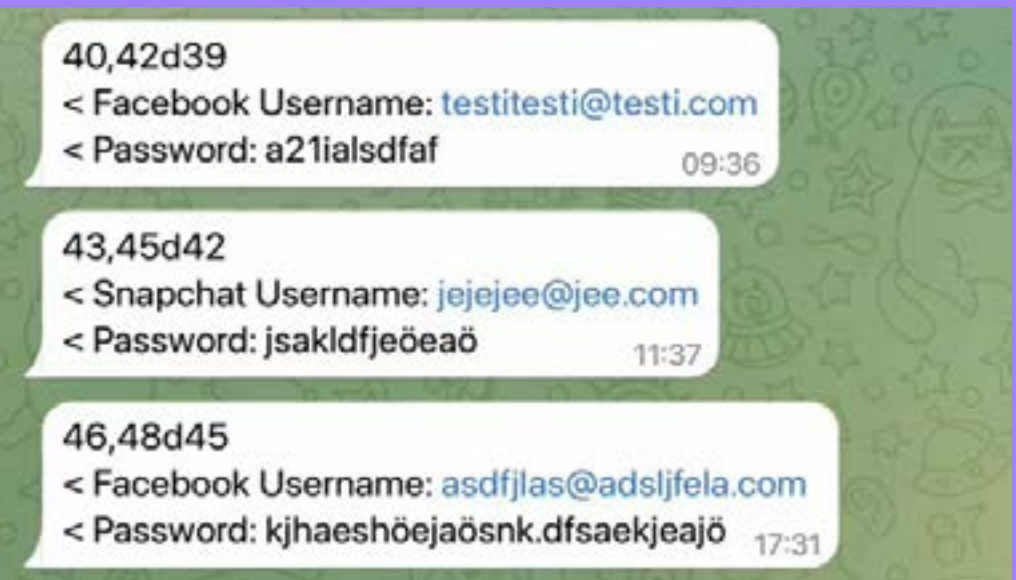 40,42d39
< Facebook Username: testitesti@testi.com
< Password: a21ialsdfaf
09:36
43,45d42
< Snapchat Username: jejejee@jee.com
< Password: jsakldfjeöeaö
11:37
46,48d45
< Facebook Username: asdfjlas@adsljfela.com
< Password: kjhaeshöejaösnk.dfsaekjeajö
17:31